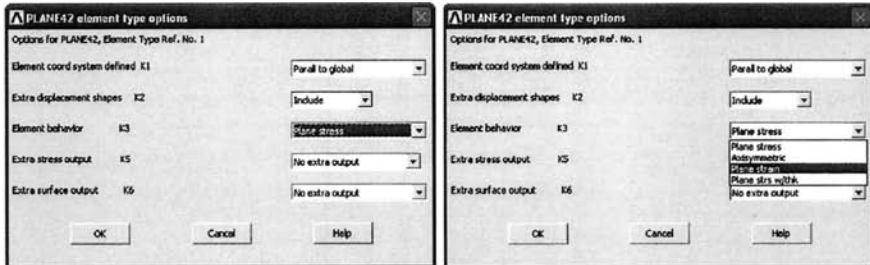 PLANE42 element type options
Options for PLANE42, Element Type Ref. No. 1
Element coord system defined K1 Parall to global
Extra displacement shapes K2 Include
Element behavior K3 Plane stress
Extra stress output K5 No extra output
Extra surface output K6 No extra output
OK Cancel Help
PLANE42 element type options
Options for PLANE42, Element Type Ref. No. 1
Element coord system defined K1 Parall to global
Extra displacement shapes K2 Include
Element behavior K3 Plane stress
Plane stress
Axisymmetric
Extra stress output K5 Plane strain
Plane strs w/thk
Extra surface output K6 No extra output
OK Cancel Help